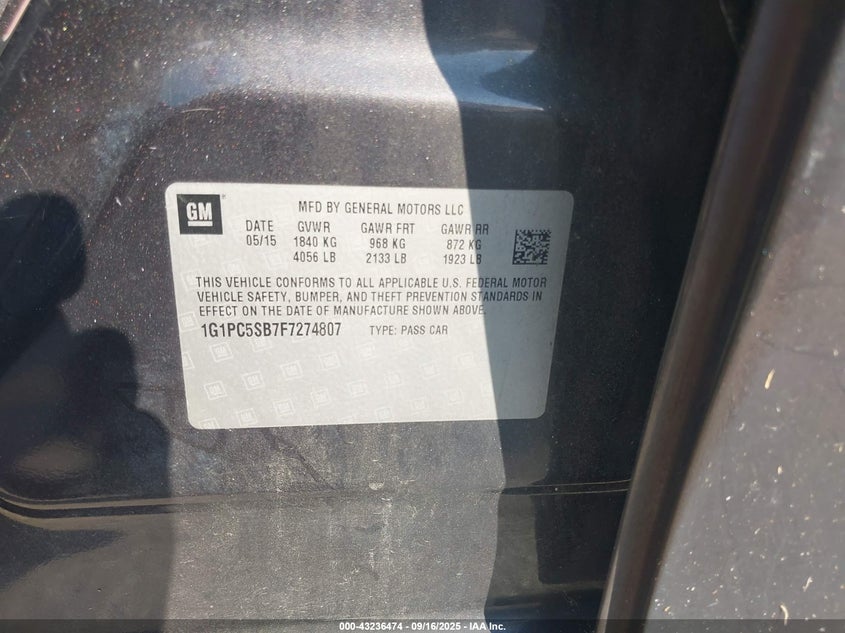 GM
MFD BY GENERAL MOTORS LLC
DATE GVWR GAWR FRT GAWR RR
05/15 1840 KG 968 KG 872 KG
4056 LB 2133 LB 1923 LB
THIS VEHICLE CONFORMS TO ALL APPLICABLE U.S. FEDERAL MOTOR
VEHICLE SAFETY, BUMPER, AND THEFT PREVENTION STANDARDS IN
EFFECT ON THE DATE OF MANUFACTURE SHOWN ABOVE.
1G1PC5SB7F7274807 TYPE: PASS CAR
000-43236474 - 09/16/2025 - IAA Inc.